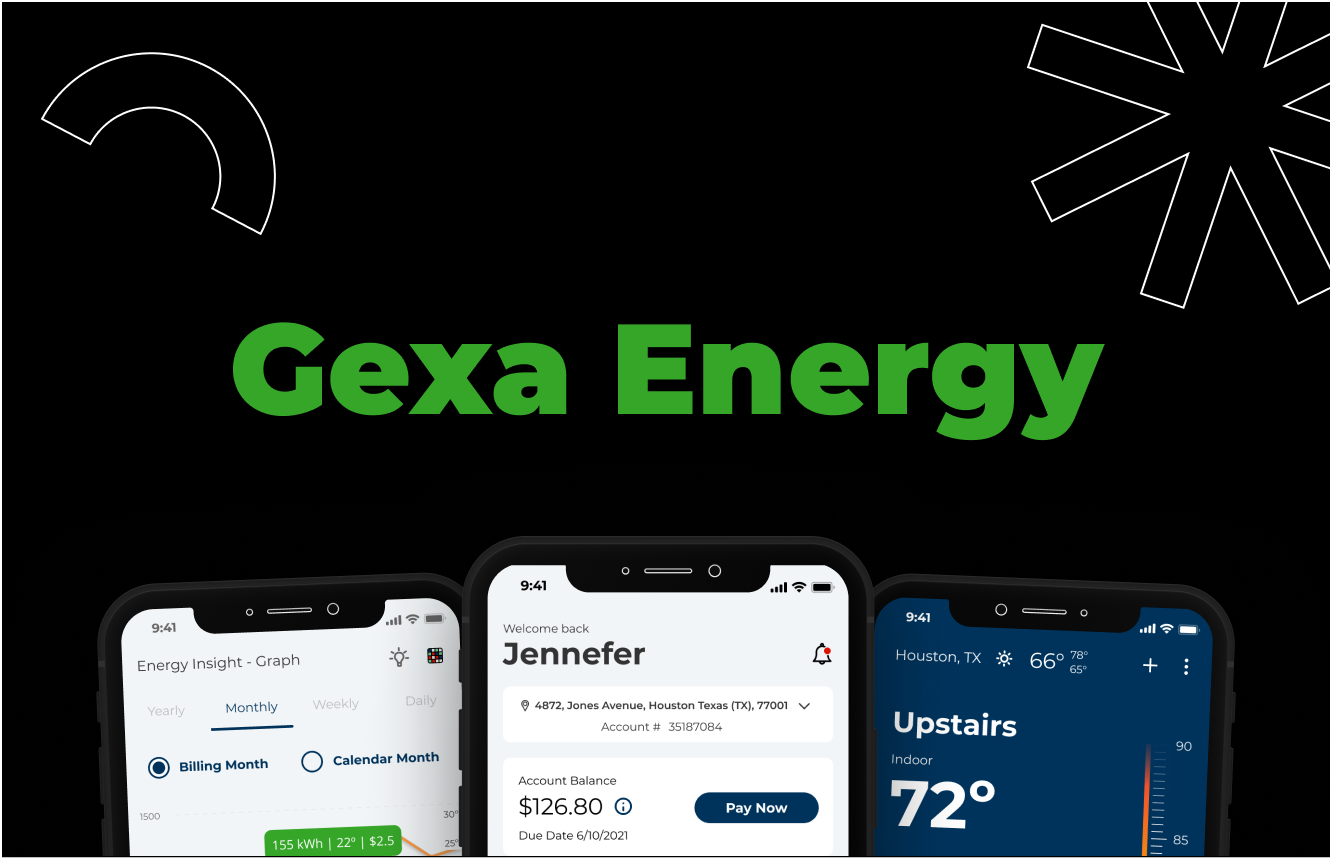 Gexa Energy
9:41
Energy Insight - Graph
Yearly
Monthly
Weekly
Daily
Billing Month
Calendar Month
1500
30°
155 kWh | 22° | $2.5
25°
9:41
Welcome back
Jennefer
4872, Jones Avenue, Houston Texas (TX), 77001
Account # 35187084
Account Balance
$126.80
Pay Now
Due Date 6/10/2021
9:41
Houston, TX
66°
78°
65°
Upstairs
Indoor
72°
90
85